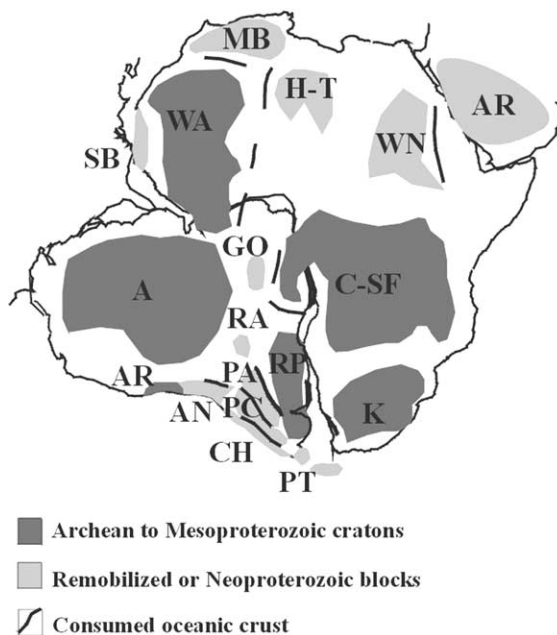 MB
H-T
AR
WA
WN
SB
GO
A
C-SF
RA
AR
PA
RP
AN
PC
K
CH
PT
Archean to Mesoproterozoic cratons
Remobilized or Neoproterozoic blocks
Consumed oceanic crust